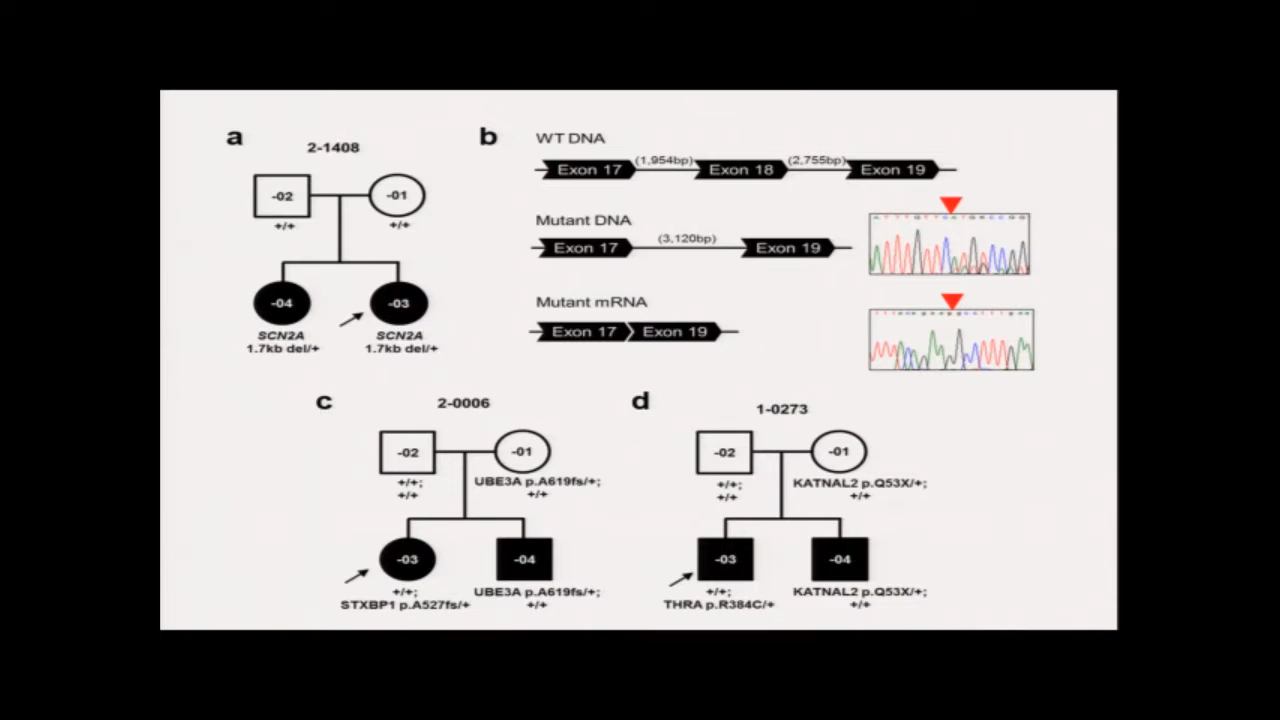 a
2-1408
-02
-01
+/+
+/+
-04
-03
SCN2A
1.7kb del/+
SCN2A
1.7kb del/+
b
WT DNA
Exon 17
(1,954bp)
Exon 18
(2,755bp)
Exon 19
Mutant DNA
Exon 17
(3,120bp)
Exon 19
Mutant mRNA
Exon 17
Exon 19
c
2-0006
-02
-01
+/+;
+/+
UBE3A p.A619fs/+;
+/+
-03
-04
+/+;
STXBP1 p.A527fs/+
UBE3A p.A619fs/+;
+/+
d
1-0273
-02
-01
+/+;
+/+
KATNAL2 p.Q53X/+;
+/+
-03
-04
+/+;
THRA p.R384C/+
KATNAL2 p.Q53X/+;
+/+